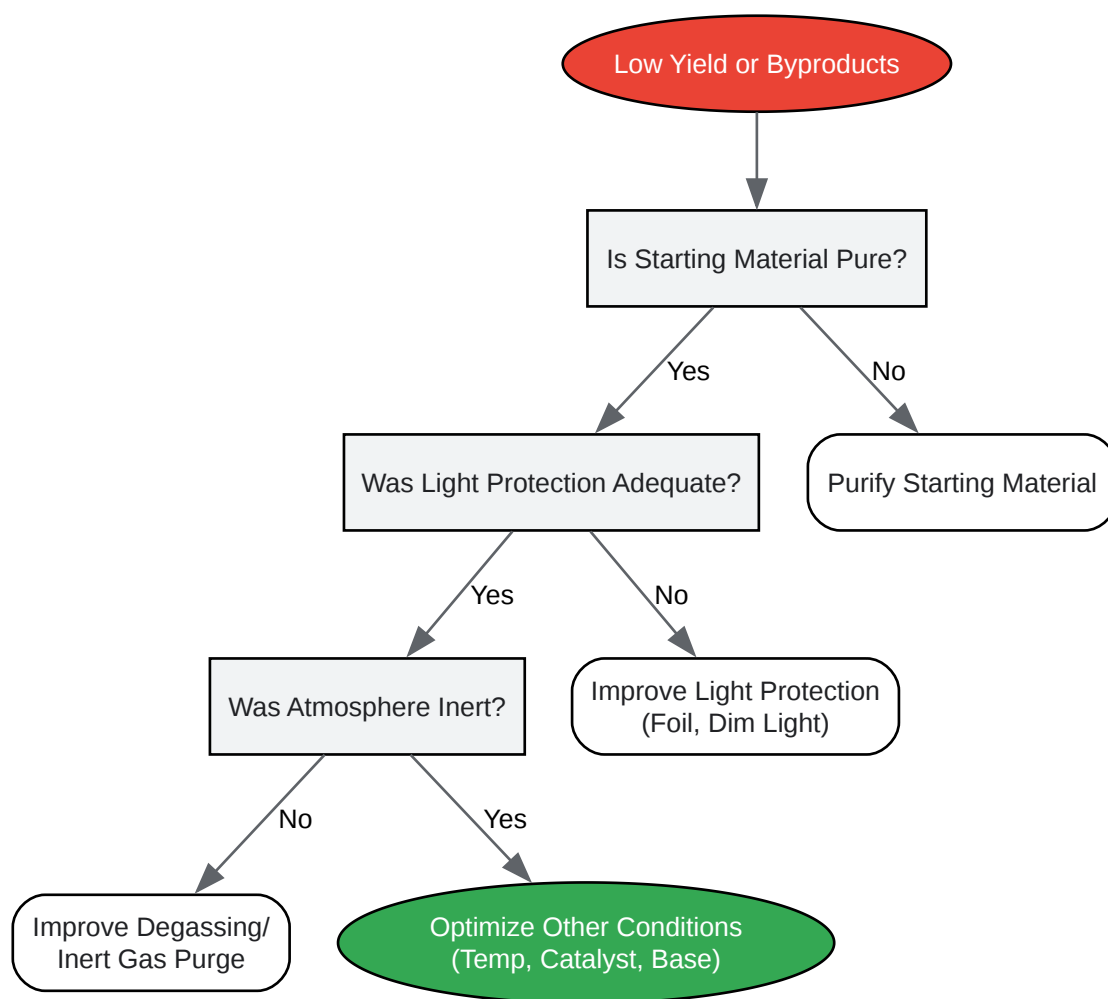 Low Yield or Byproducts
Is Starting Material Pure?
Yes
No
Was Light Protection Adequate?
Purify Starting Material
Yes
No
Was Atmosphere Inert?
Improve Light Protection
(Foil, Dim Light)
No
Yes
Improve Degassing/
Inert Gas Purge
Optimize Other Conditions
(Temp, Catalyst, Base)